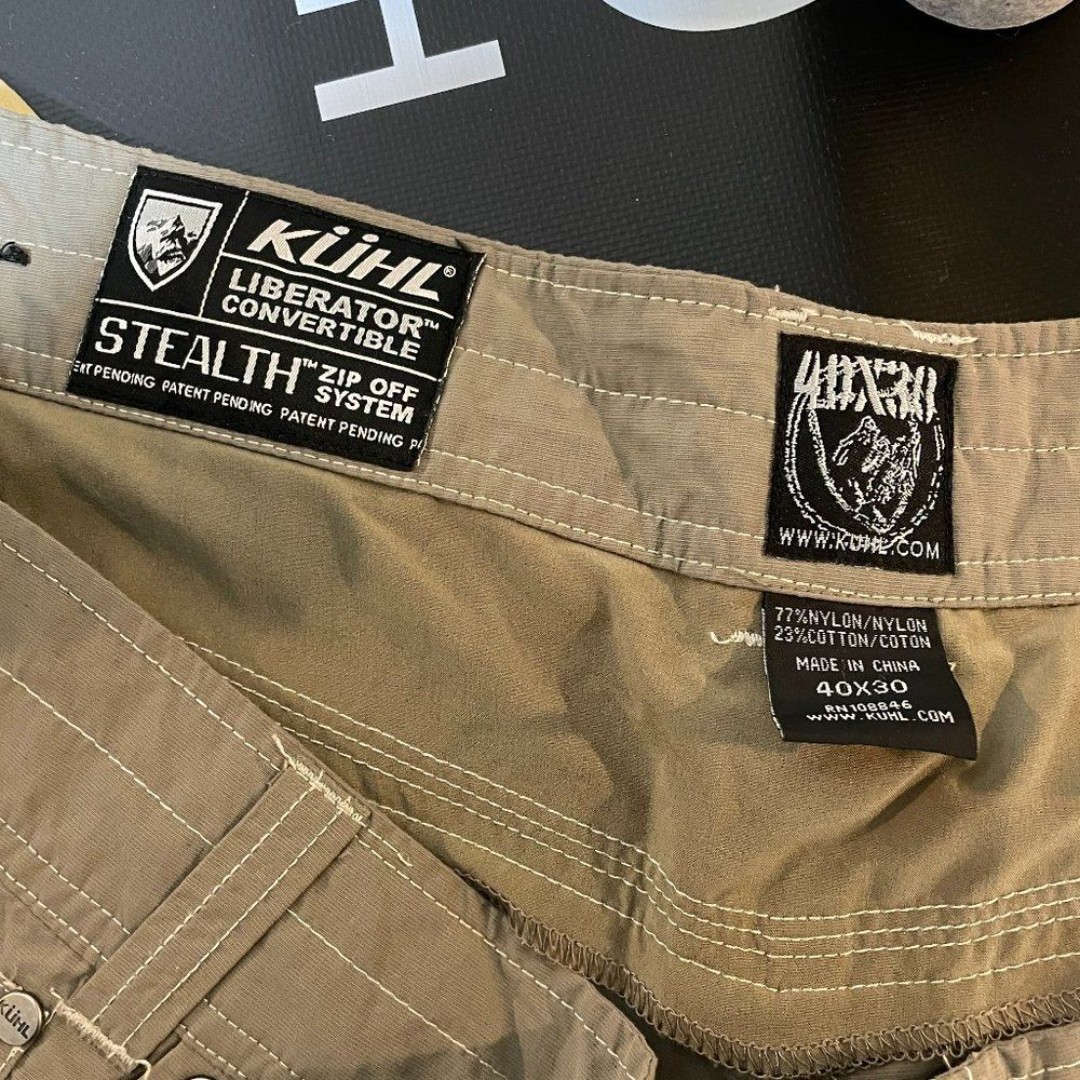 H
KÜHL®
LIBERATOR™
CONVERTIBLE
STEALTH™ ZIP OFF
SYSTEM
ENT PENDING PATENT PENDING PATENT PENDING P
40X30
WWW.KUHL.COM
77%NYLON/NYLON
23%COTTON/COTON
MADE IN CHINA
40X30
RN108846
WWW.KUHL.COM
KÜHL